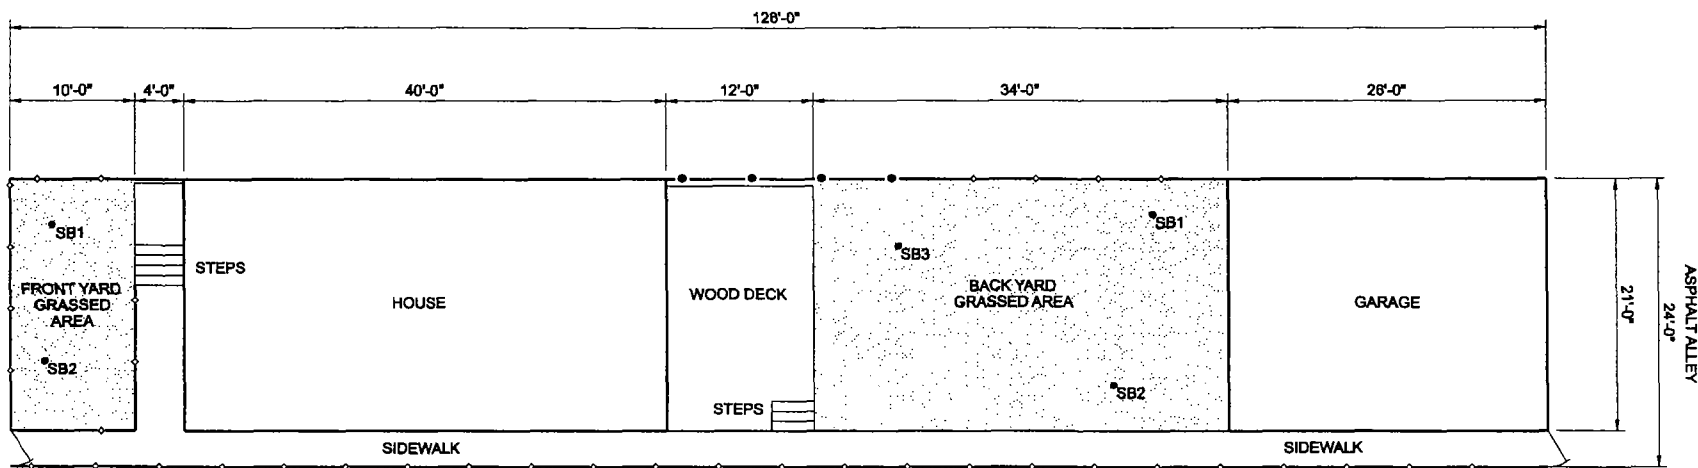 126'-0"
10'-0"
4'-0"
40'-0"
12'-0"
34'-0"
26'-0"
SB1
STEPS
FRONT YARD
GRASSED
AREA
SB2
HOUSE
WOOD DECK
STEPS
SB3
SB1
BACK YARD
GRASSED AREA
SB2
GARAGE
21'-0"
24'-0"
ASPHALT ALLEY
SIDEWALK
SIDEWALK